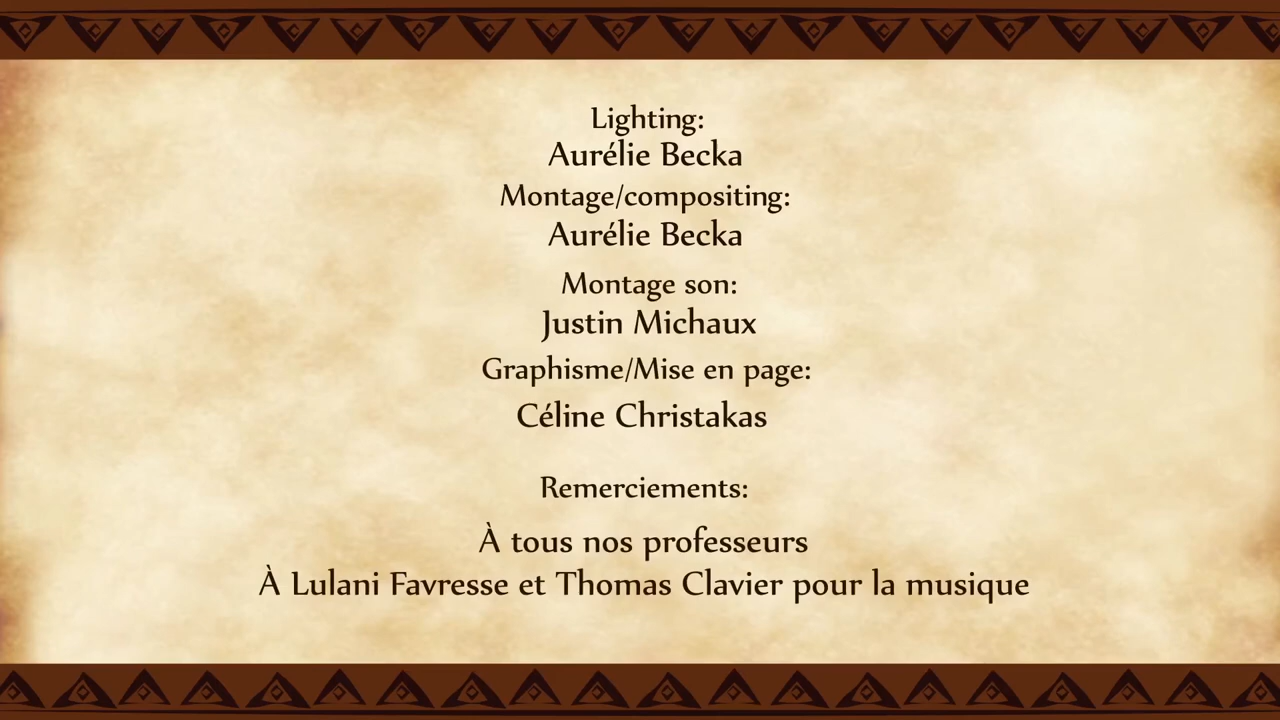 Lighting:
Aurélie Becka
Montage/compositing:
Aurélie Becka
Montage son:
Justin Michaux
Graphisme/Mise en page:
Céline Christakas
Remerciements:
À tous nos professeurs
À Lulani Favresse et Thomas Clavier pour la musique